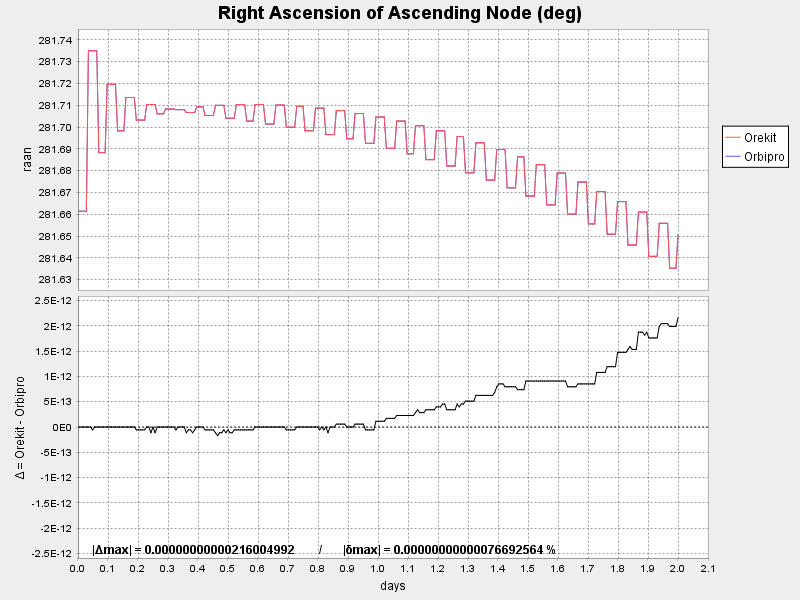 Right Ascension of Ascending Node (deg)
281.74
281.73
281.72
281.71
281.70
281.69
281.68
281.67
281.66
281.65
281.64
281.63
raan
Orekit
Orbipro
2.5E-12
2E-12
1.5E-12
1E-12
5E-13
0E0
-5E-13
-1E-12
-1.5E-12
-2E-12
-2.5E-12
Δ = Orekit - Orbipro
|Δmax| = 0.00000000000216004992 / |δmax| = 0.00000000000076692564 %
0.0 0.1 0.2 0.3 0.4 0.5 0.6 0.7 0.8 0.9 1.0 1.1 1.2 1.3 1.4 1.5 1.6 1.7 1.8 1.9 2.0 2.1
days